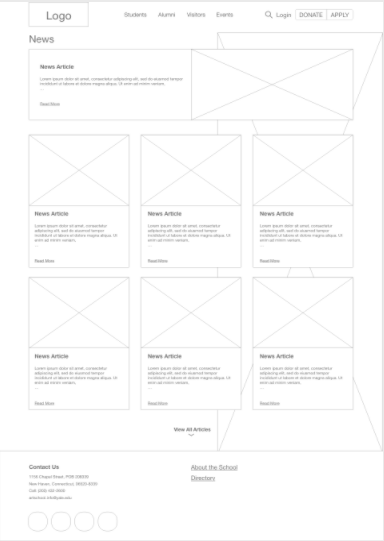 Logo
Students Alumni Visitors Events Login DONATE APPLY
News
News Article
Lorem ipsum dolor sit amet, consectetur adipiscing elit, sed do eiusmod tempor
incididunt ut labore et dolore magna aliqua. Ut enim ad minim veniam,
...
Read More
News Article News Article News Article
Lorem ipsum dolor sit amet, consectetur Lorem ipsum dolor sit amet, consectetur Lorem ipsum dolor sit amet, consectetur
adipiscing elit, sed do eiusmod tempor adipiscing elit, sed do eiusmod tempor adipiscing elit, sed do eiusmod tempor
incididunt ut labore et dolore magna aliqua. Ut incididunt ut labore et dolore magna aliqua. Ut incididunt ut labore et dolore magna aliqua. Ut
enim ad minim veniam, enim ad minim veniam, enim ad minim veniam,
Read More Read More Read More
News Article News Article News Article
Lorem ipsum dolor sit amet, consectetur Lorem ipsum dolor sit amet, consectetur Lorem ipsum dolor sit amet, consectetur
adipiscing elit, sed do eiusmod tempor adipiscing elit, sed do eiusmod tempor adipiscing elit, sed do eiusmod tempor
incididunt ut labore et dolore magna aliqua. Ut incididunt ut labore et dolore magna aliqua. Ut incididunt ut labore et dolore magna aliqua. Ut
enim ad minim veniam, enim ad minim veniam, enim ad minim veniam,
Read More Read More Read More
View All Articles
Contact Us About the School
Chapel Street, Directory
New Haven, Connecticut,
Call